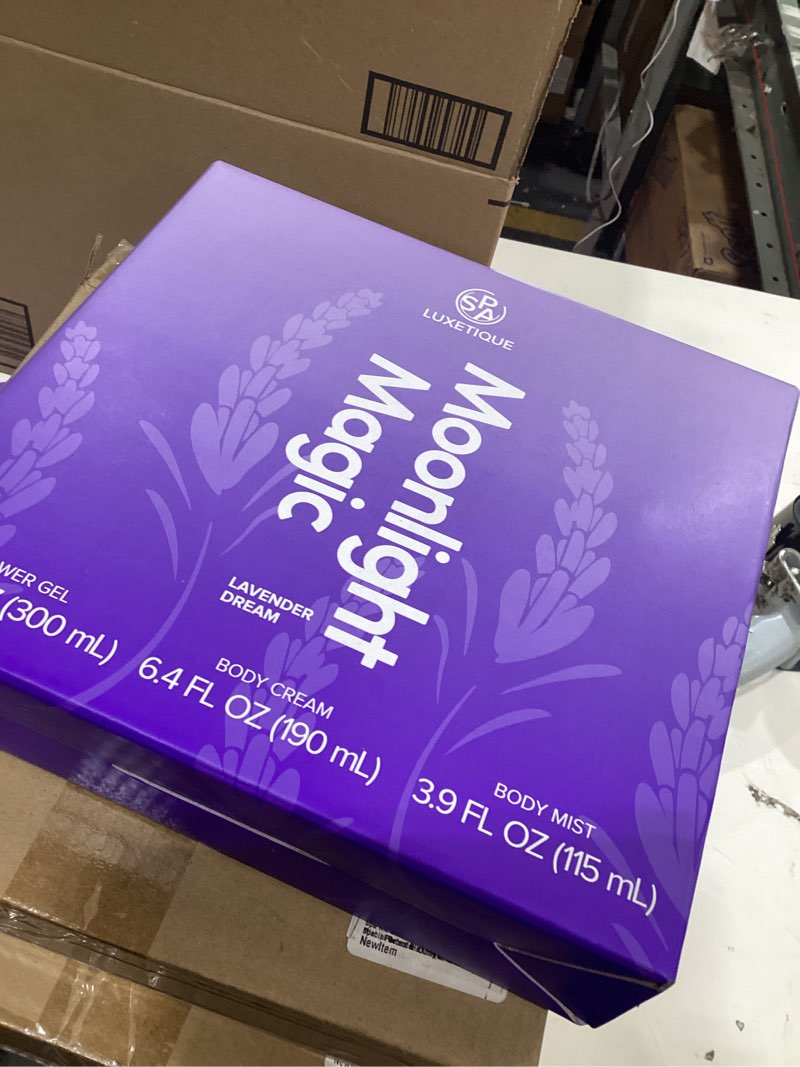 SPA
LUXETIQUE
Moonlight
Magic
LAVENDER
DREAM
WER GEL
(300 mL)
BODY CREAM
6.4 FL OZ (190 mL)
BODY MIST
3.9 FL OZ (115 mL)
NewItem